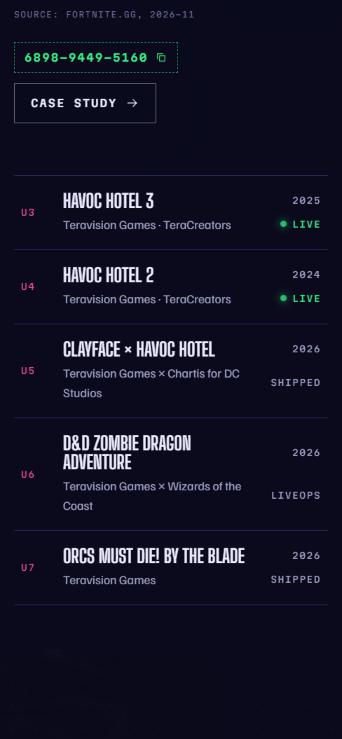 SOURCE: FORTNITE.GG, 2026-11
6898-9449-5160
CASE STUDY →
U3
HAVOC HOTEL 3
Teravision Games · TeraCreators
2025
LIVE
U4
HAVOC HOTEL 2
Teravision Games · TeraCreators
2024
LIVE
U5
CLAYFACE × HAVOC HOTEL
Teravision Games × Chartis for DC
Studios
2026
SHIPPED
U6
D&D ZOMBIE DRAGON
ADVENTURE
Teravision Games × Wizards of the
Coast
2026
LIVEOPS
U7
ORCS MUST DIE! BY THE BLADE
Teravision Games
2026
SHIPPED